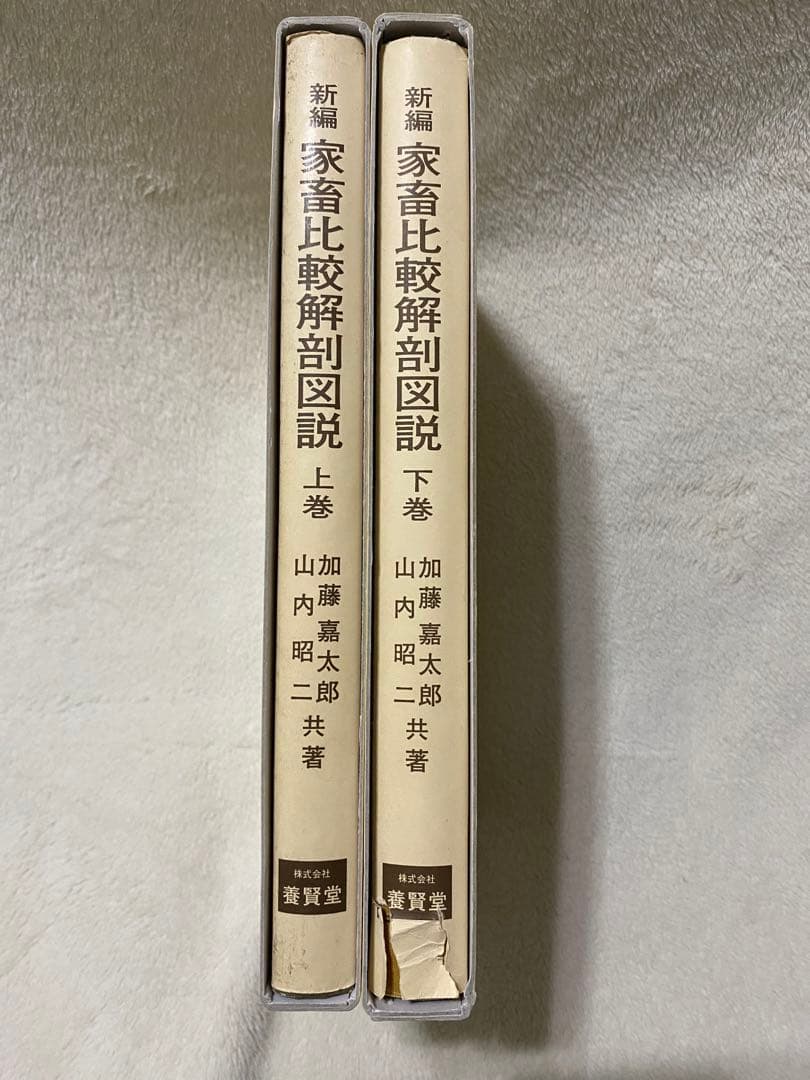 新編
家畜比較解剖図説
上巻
加藤嘉太郎
山内昭二
共著
株式会社
養賢堂
新編
家畜比較解剖図説
下巻
加藤嘉太郎
山内昭二
共著
株式会社
養賢堂